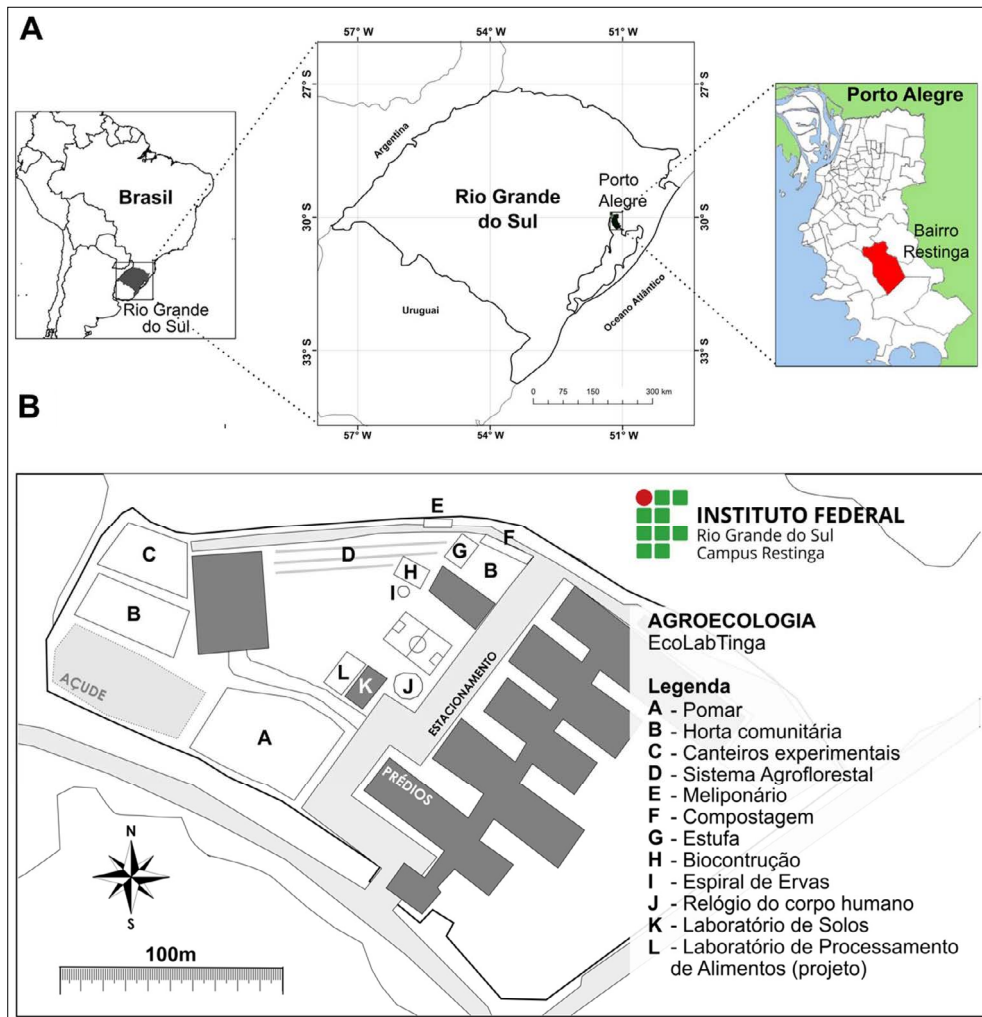 A
57° W 54° W 51° W
27° S
27° S
Argentina
Brasil
Rio Grande
do Sul
Rio Grande
do Sul
Porto
Alegre
30° S
30° S
Uruguai
Oceano Atlântico
33° S
33° S
0 75 150 300 km
57° W 54° W 51° W
Porto Alegre
Bairro
Restinga
B
E
C
D
G
F
B
H
B
I
L
K
J
A
AÇUDE
ESTACIONAMENTO
PRÉDIOS
N
S
100m
INSTITUTO FEDERAL
Rio Grande do Sul
Campus Restinga
AGROECOLOGIA
EcoLabTinga
Legenda
A - Pomar
B - Horta comunitária
C - Canteiros experimentais
D - Sistema Agroflorestal
E - Meliponário
F - Compostagem
G - Estufa
H - Biocontrução
I - Espiral de Ervas
J - Relógio do corpo humano
K - Laboratório de Solos
L - Laboratório de Processamento
de Alimentos (projeto)